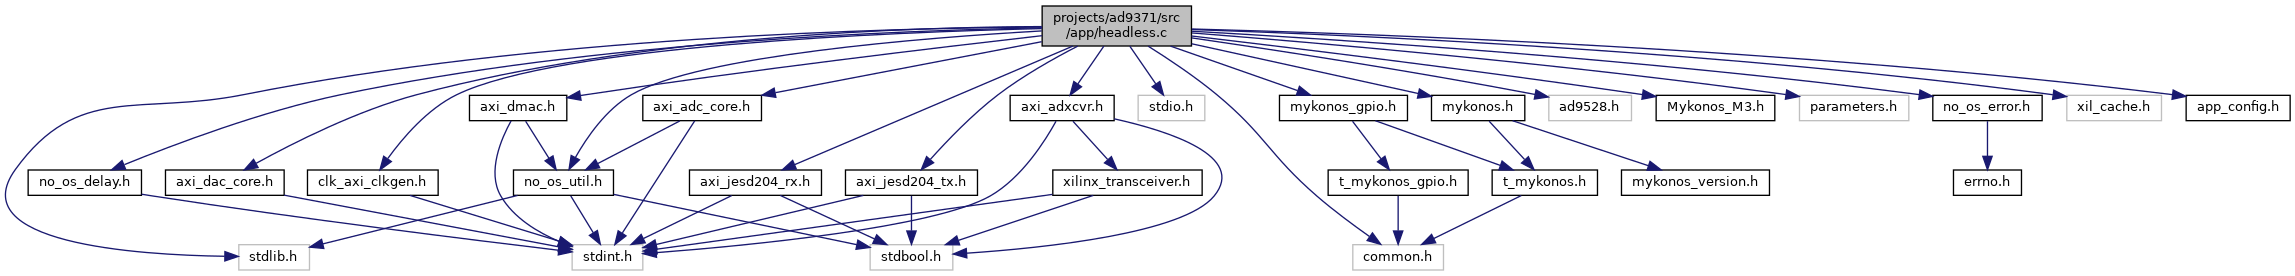 projects/ad9371/src
/app/headless.c
axi_dmac.h
axi_adc_core.h
axi_adxcvr.h
stdio.h
mykonos_gpio.h
mykonos.h
ad9528.h
Mykonos_M3.h
parameters.h
no_os_error.h
xil_cache.h
app_config.h
no_os_delay.h
axi_dac_core.h
clk_axi_clkgen.h
no_os_util.h
axi_jesd204_rx.h
axi_jesd204_tx.h
xilinx_transceiver.h
t_mykonos_gpio.h
t_mykonos.h
mykonos_version.h
errno.h
stdlib.h
stdint.h
stdbool.h
common.h